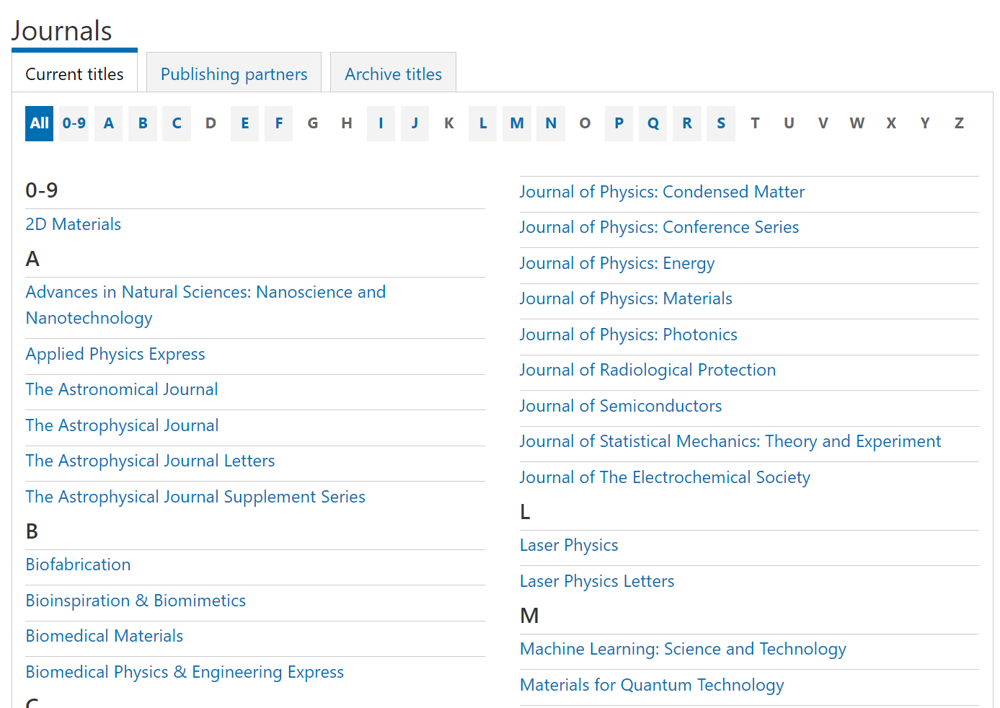 Journals
Current titles
Publishing partners
Archive titles
All 0-9 A B C D E F G H I J K L M N O P Q R S T U V W X Y Z
0-9
2D Materials
A
Advances in Natural Sciences: Nanoscience and
Nanotechnology
Applied Physics Express
The Astronomical Journal
The Astrophysical Journal
The Astrophysical Journal Letters
The Astrophysical Journal Supplement Series
B
Biofabrication
Bioinspiration & Biomimetics
Biomedical Materials
Biomedical Physics & Engineering Express
C
Journal of Physics: Condensed Matter
Journal of Physics: Conference Series
Journal of Physics: Energy
Journal of Physics: Materials
Journal of Physics: Photonics
Journal of Radiological Protection
Journal of Semiconductors
Journal of Statistical Mechanics: Theory and Experiment
Journal of The Electrochemical Society
L
Laser Physics
Laser Physics Letters
M
Machine Learning: Science and Technology
Materials for Quantum Technology